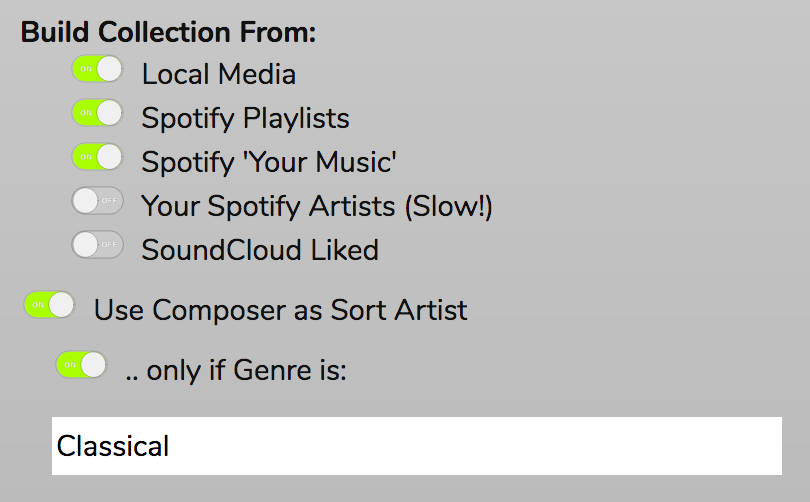 Build Collection From:
ON Local Media
ON Spotify Playlists
ON Spotify 'Your Music'
OFF Your Spotify Artists (Slow!)
OFF SoundCloud Liked
ON Use Composer as Sort Artist
ON .. only if Genre is:
Classical